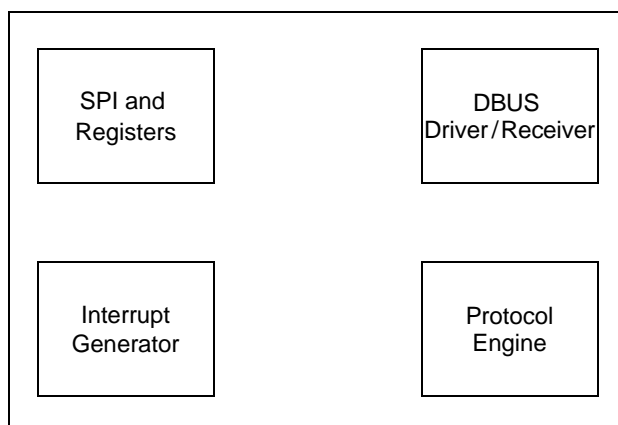 SPI and
Registers
DBUS
Driver/Receiver
Interrupt
Generator
Protocol
Engine